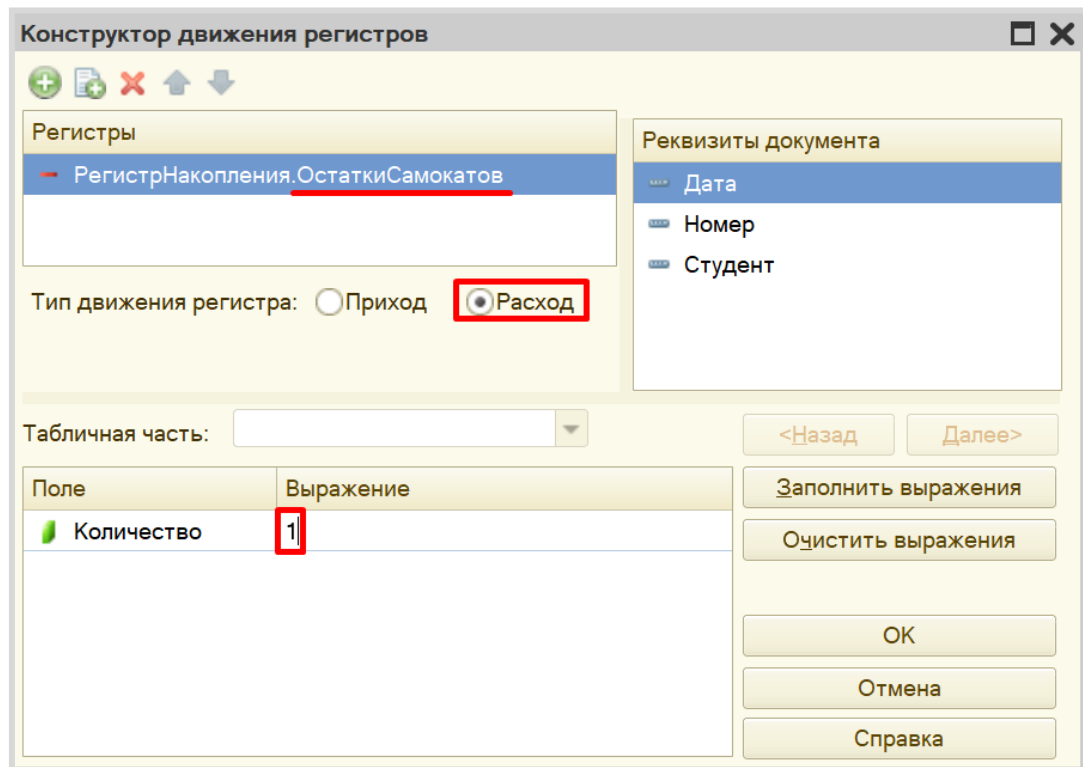 Конструктор движения регистров
Регистры
РегистрНакопления.ОстаткиСамокатов
Реквизиты документа
Дата
Номер
Студент
Тип движения регистра: Приход Расход
Табличная часть:
<Назад Далее>
Поле Выражение
Количество 1
Заполнить выражения
Очистить выражения
OK
Отмена
Справка